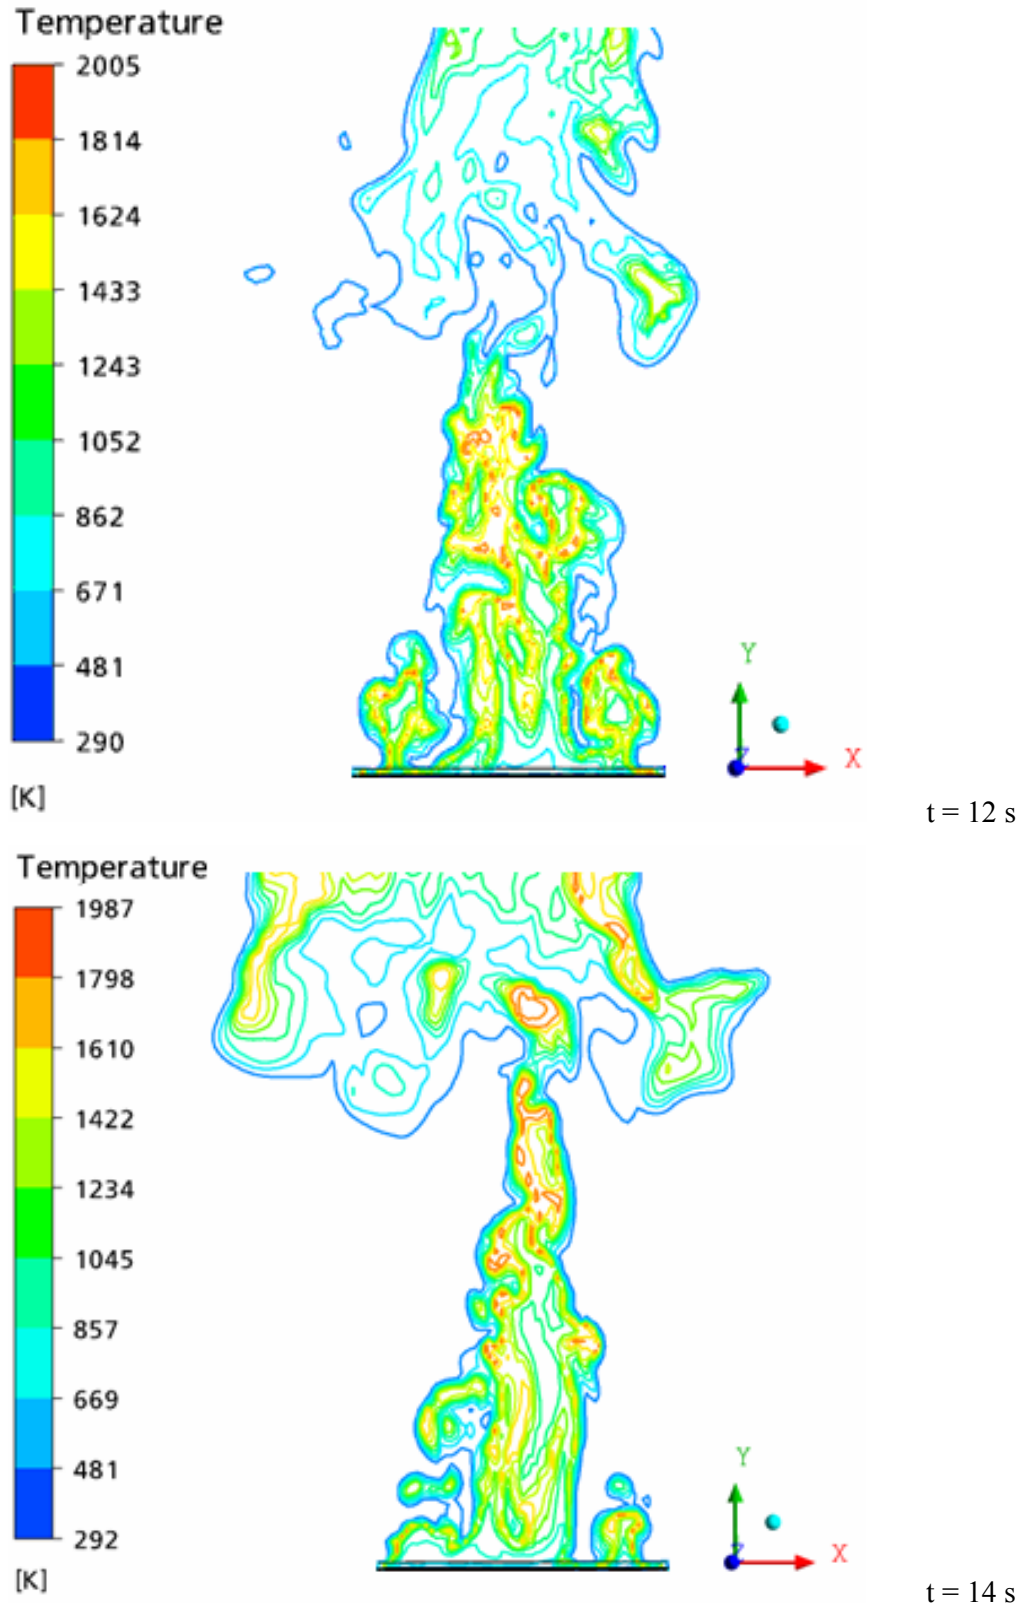 Temperature
2005
1814
1624
1433
1243
1052
862
671
481
290
[K]
Y
Z
X
t = 12 s
Temperature
1987
1798
1610
1422
1234
1045
857
669
481
292
[K]
Y
Z
X
t = 14 s